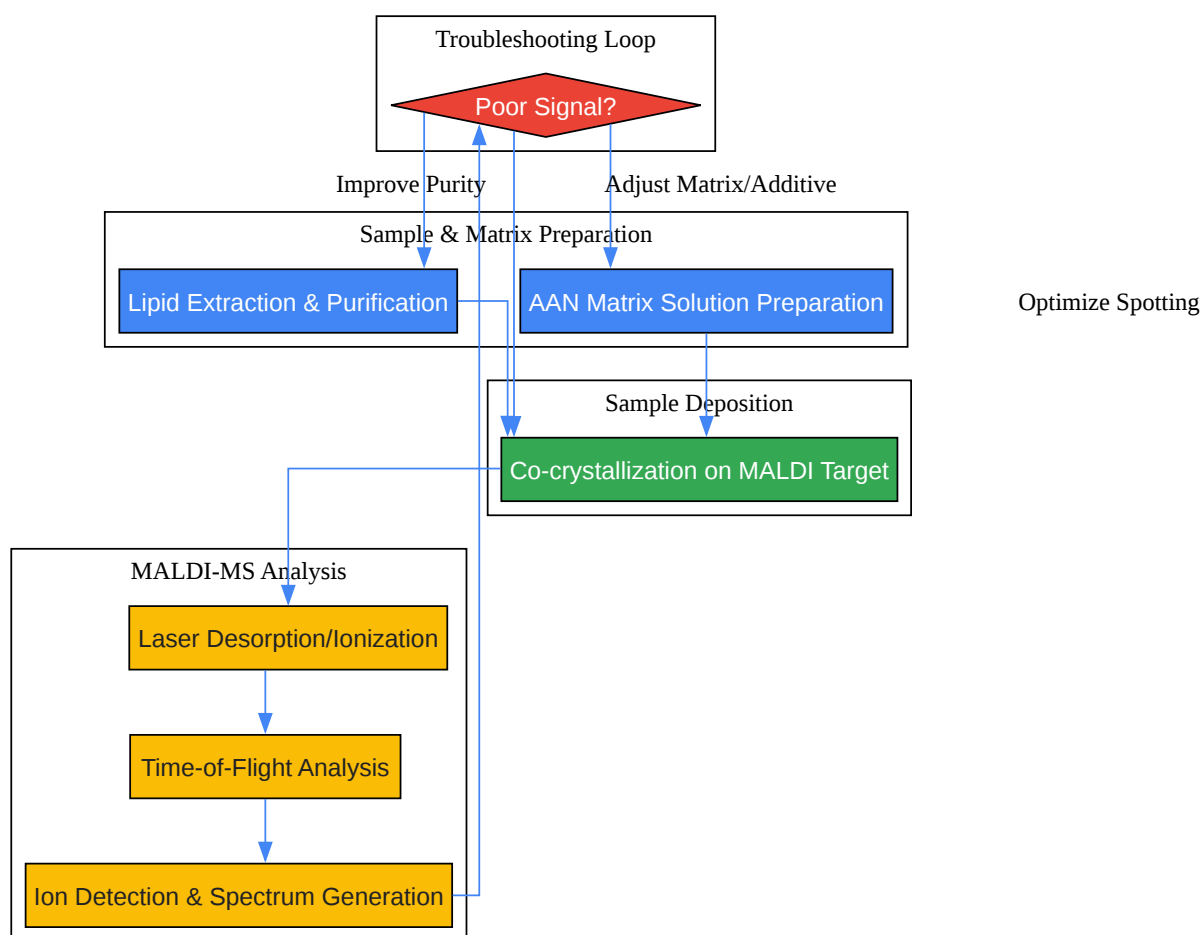 Troubleshooting Loop
Poor Signal?
Improve Purity
Adjust Matrix/Additive
Sample & Matrix Preparation
Lipid Extraction & Purification
AAN Matrix Solution Preparation
Optimize Spotting
Sample Deposition
Co-crystallization on MALDI Target
MALDI-MS Analysis
Laser Desorption/Ionization
Time-of-Flight Analysis
Ion Detection & Spectrum Generation